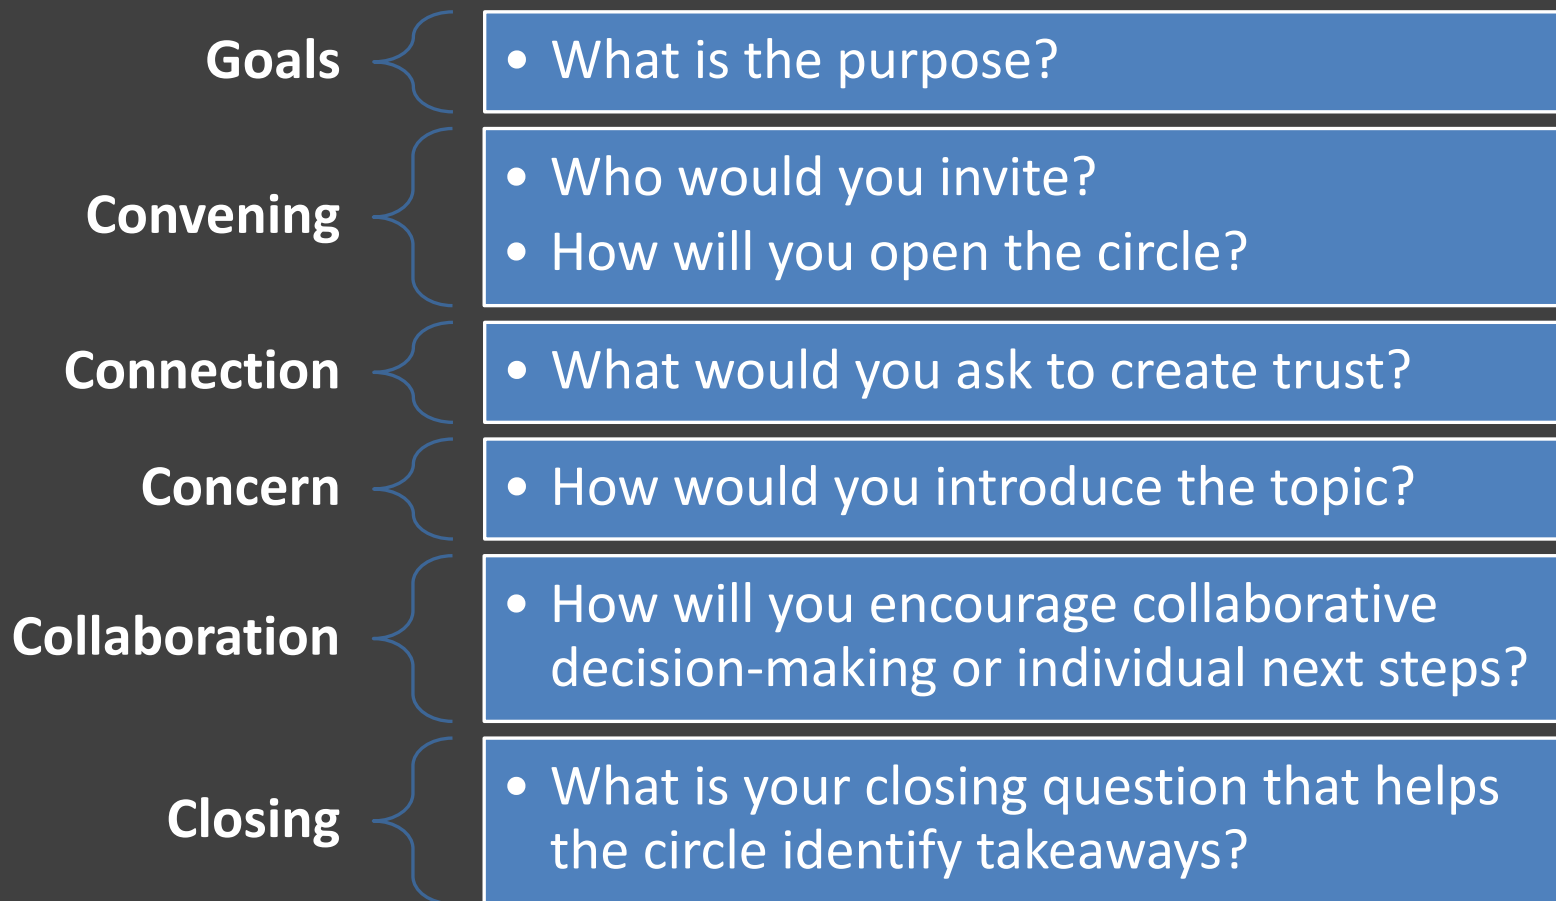 Goals
• What is the purpose?
Convening
• Who would you invite?
• How will you open the circle?
Connection
• What would you ask to create trust?
Concern
• How would you introduce the topic?
Collaboration
• How will you encourage collaborative
decision-making or individual next steps?
Closing
• What is your closing question that helps
the circle identify takeaways?